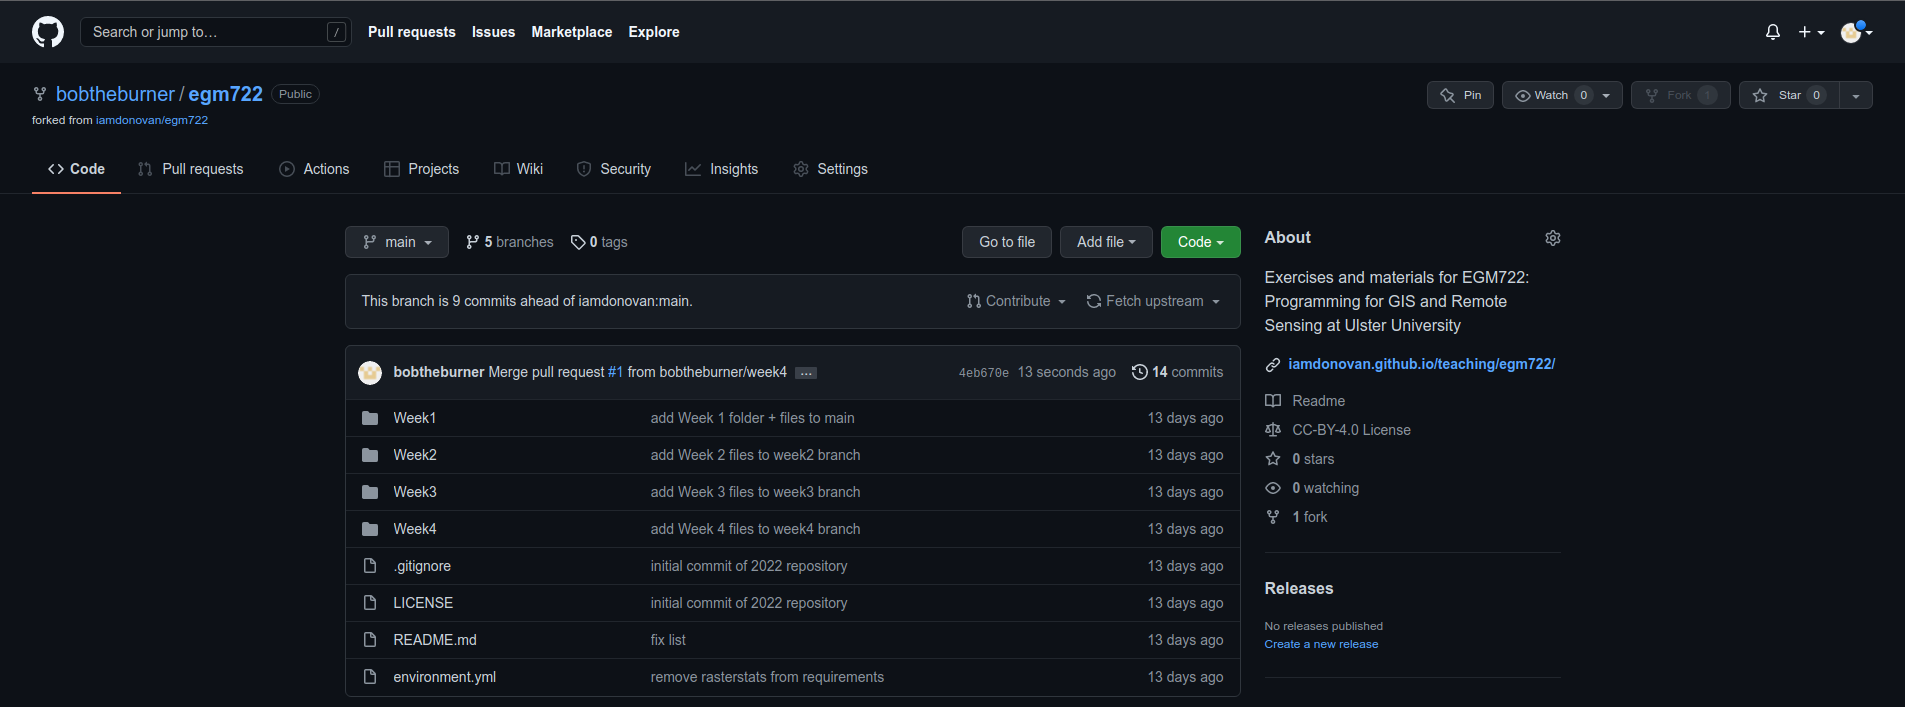 Search or jump to… / Pull requests Issues Marketplace Explore
bobtheburner / egm722 Public Pin Watch 0 Fork 1 Star 0
forked from iamdonovan/egm722
Code Pull requests Actions Projects Wiki Security Insights Settings
main 5 branches 0 tags Go to file Add file Code
This branch is 9 commits ahead of iamdonovan:main. Contribute Fetch upstream
bobtheburner Merge pull request #1 from bobtheburner/week4 … 4eb670e 13 seconds ago 14 commits
Week1 add Week 1 folder + files to main 13 days ago
Week2 add Week 2 files to week2 branch 13 days ago
Week3 add Week 3 files to week3 branch 13 days ago
Week4 add Week 4 files to week4 branch 13 days ago
.gitignore initial commit of 2022 repository 13 days ago
LICENSE initial commit of 2022 repository 13 days ago
README.md fix list 13 days ago
environment.yml remove rasterstats from requirements 13 days ago
About
Exercises and materials for EGM722:
Programming for GIS and Remote
Sensing at Ulster University
iamdonovan.github.io/teaching/egm722/
Readme
CC-BY-4.0 License
0 stars
0 watching
1 fork
Releases
No releases published
Create a new release